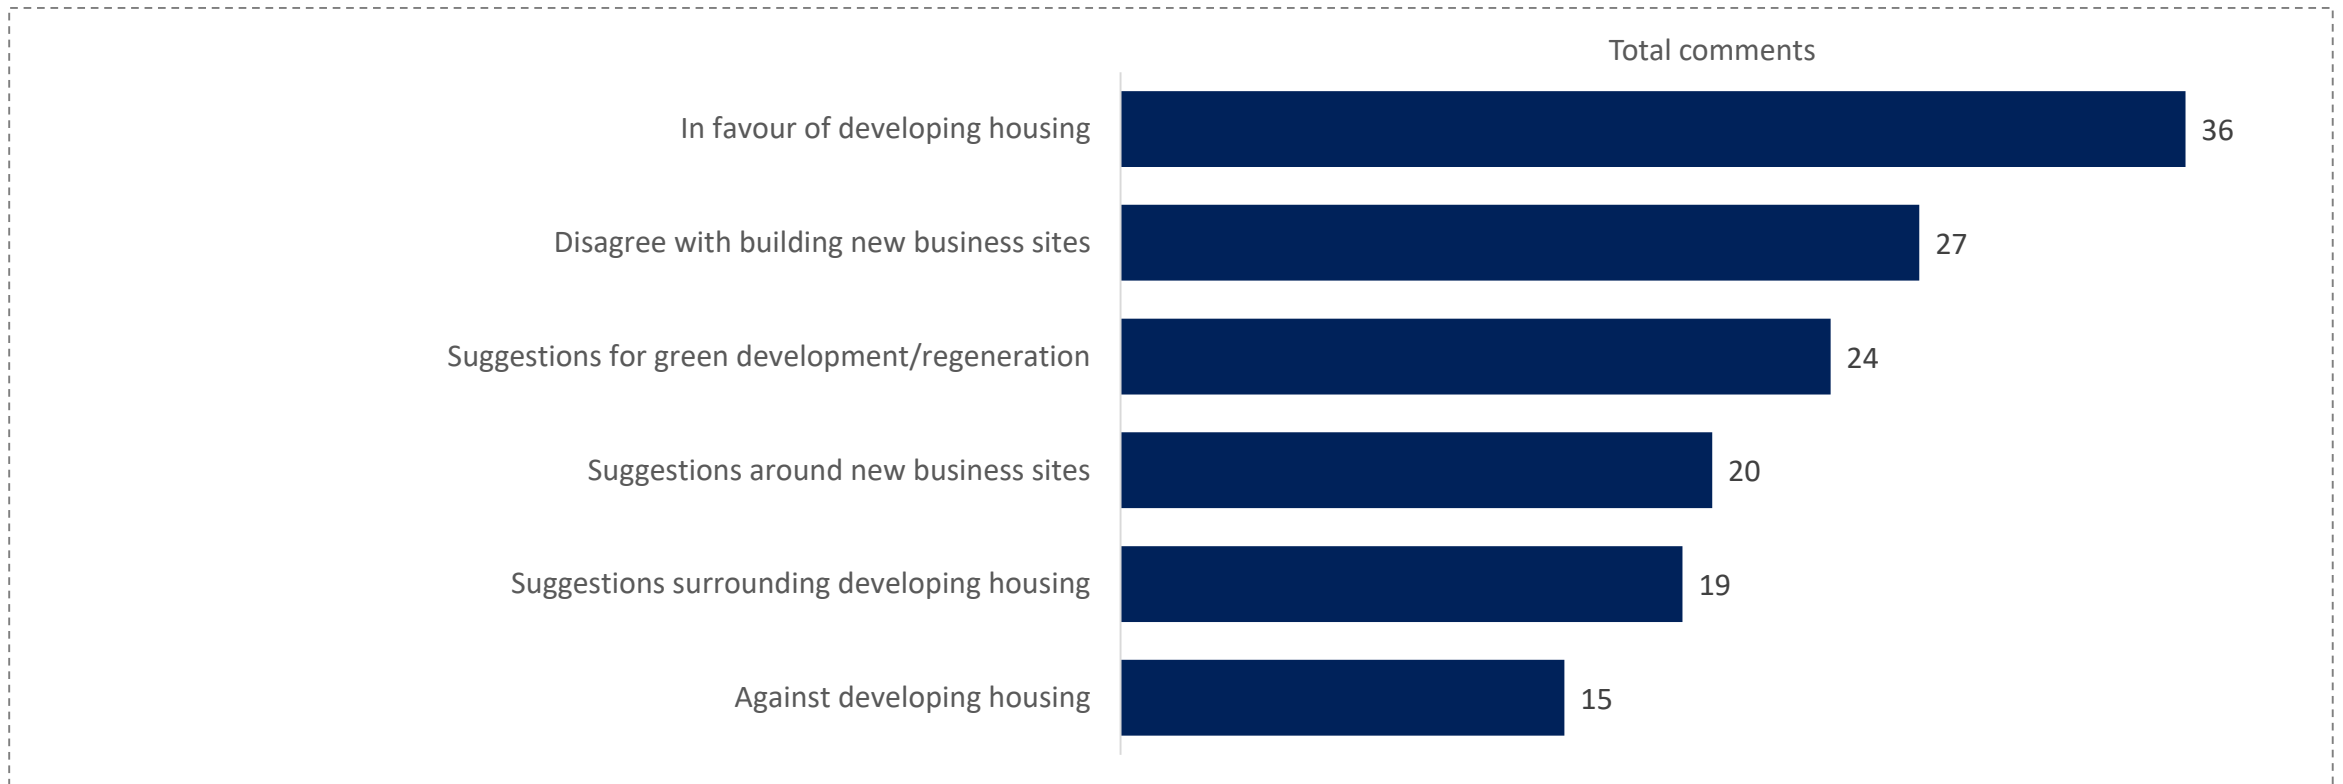 Total comments
In favour of developing housing 36
Disagree with building new business sites 27
Suggestions for green development/regeneration 24
Suggestions around new business sites 20
Suggestions surrounding developing housing 19
Against developing housing 15